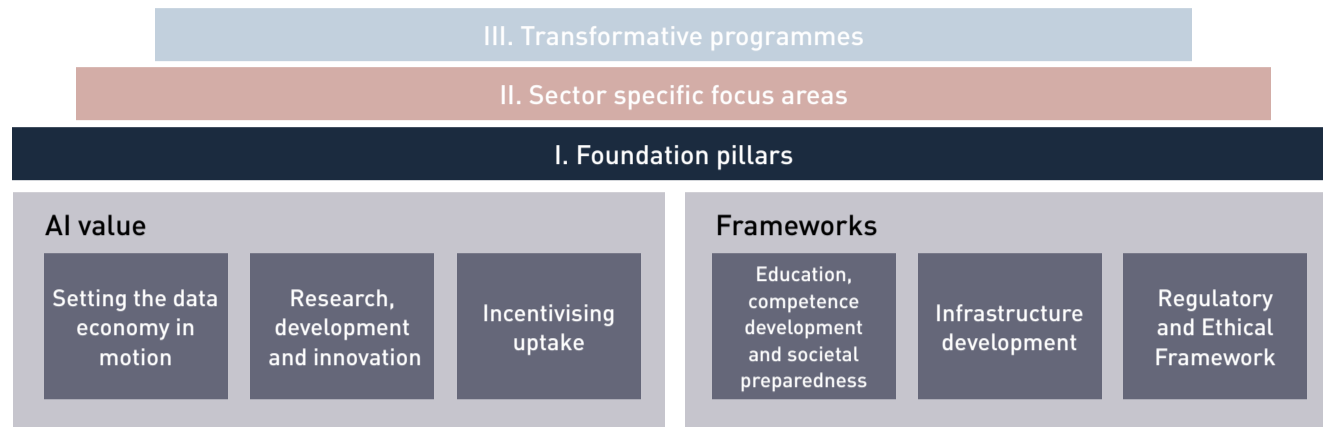 III. Transformative programmes
II. Sector specific focus areas
I. Foundation pillars
AI value
Setting the data
economy in
motion
Research,
development
and innovation
Incentivising
uptake
Frameworks
Education,
competence
development
and societal
preparedness
Infrastructure
development
Regulatory
and Ethical
Framework